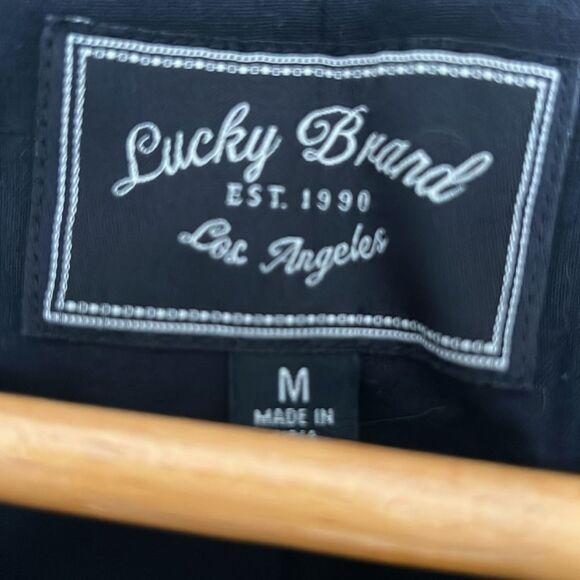 Lucky Brand
EST. 1990
Los Angeles
M
MADE IN